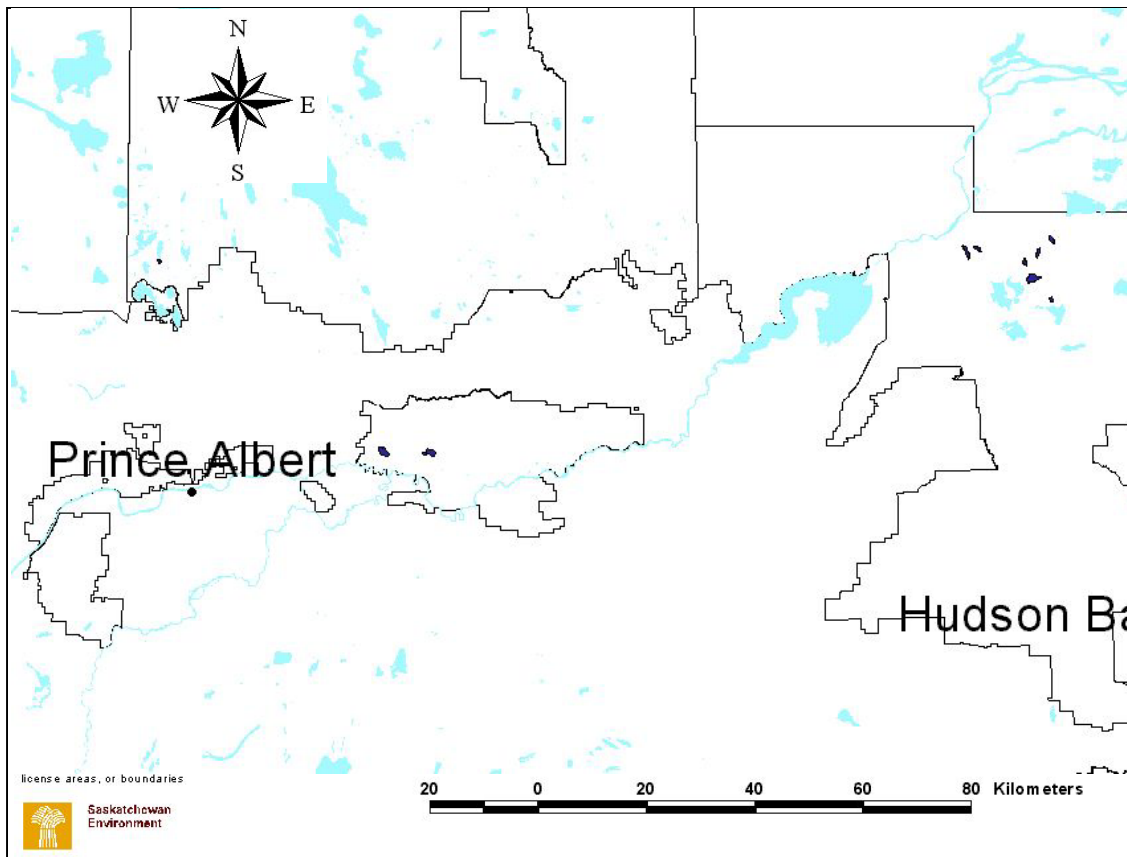 N
W E
S
Prince Albert
Hudson Ba
license areas, or boundaries
20 0 20 40 60 80 Kilometers
Saskatchewan
Environment